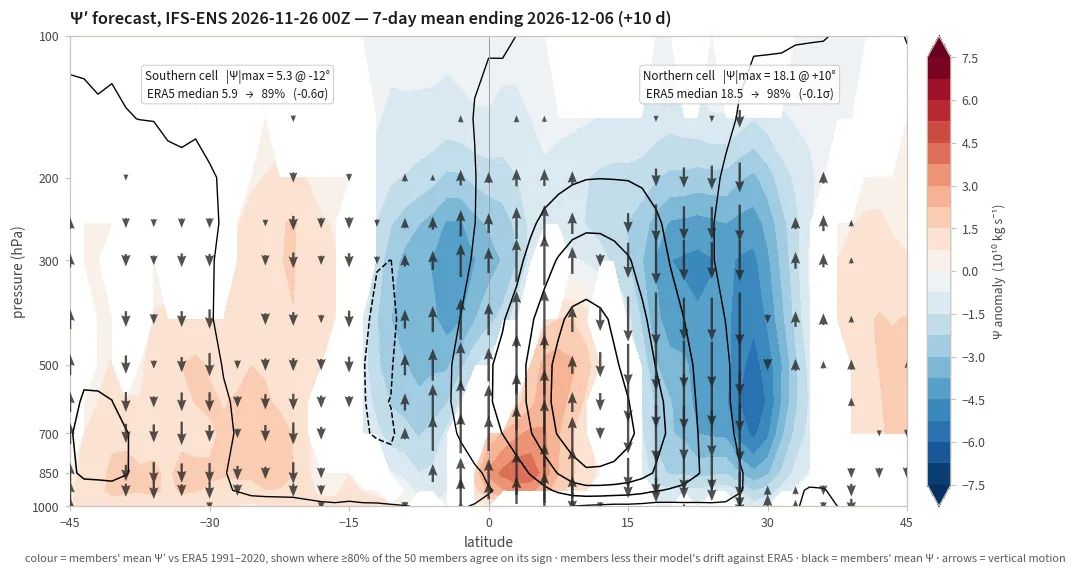 Ψ′ forecast, IFS-ENS 2026-11-26 00Z — 7-day mean ending 2026-12-06 (+10 d)
Southern cell |Ψ|max = 5.3 @ -12°
ERA5 median 5.9 → 89% (-0.6σ)
Northern cell |Ψ|max = 18.1 @ +10°
ERA5 median 18.5 → 98% (-0.1σ)
pressure (hPa)
100
200
300
400
500
700
850
1000
−45
−30
−15
0
15
30
45
latitude
7.5
6.0
4.5
3.0
1.5
0.0
−1.5
−3.0
−4.5
−6.0
−7.5
Ψ anomaly (10¹⁰ kg s⁻¹)
colour = members' mean Ψ′ vs ERA5 1991–2020, shown where ≥80% of the 50 members agree on its sign · members less their model's drift against ERA5 · black = members' mean Ψ · arrows = vertical motion